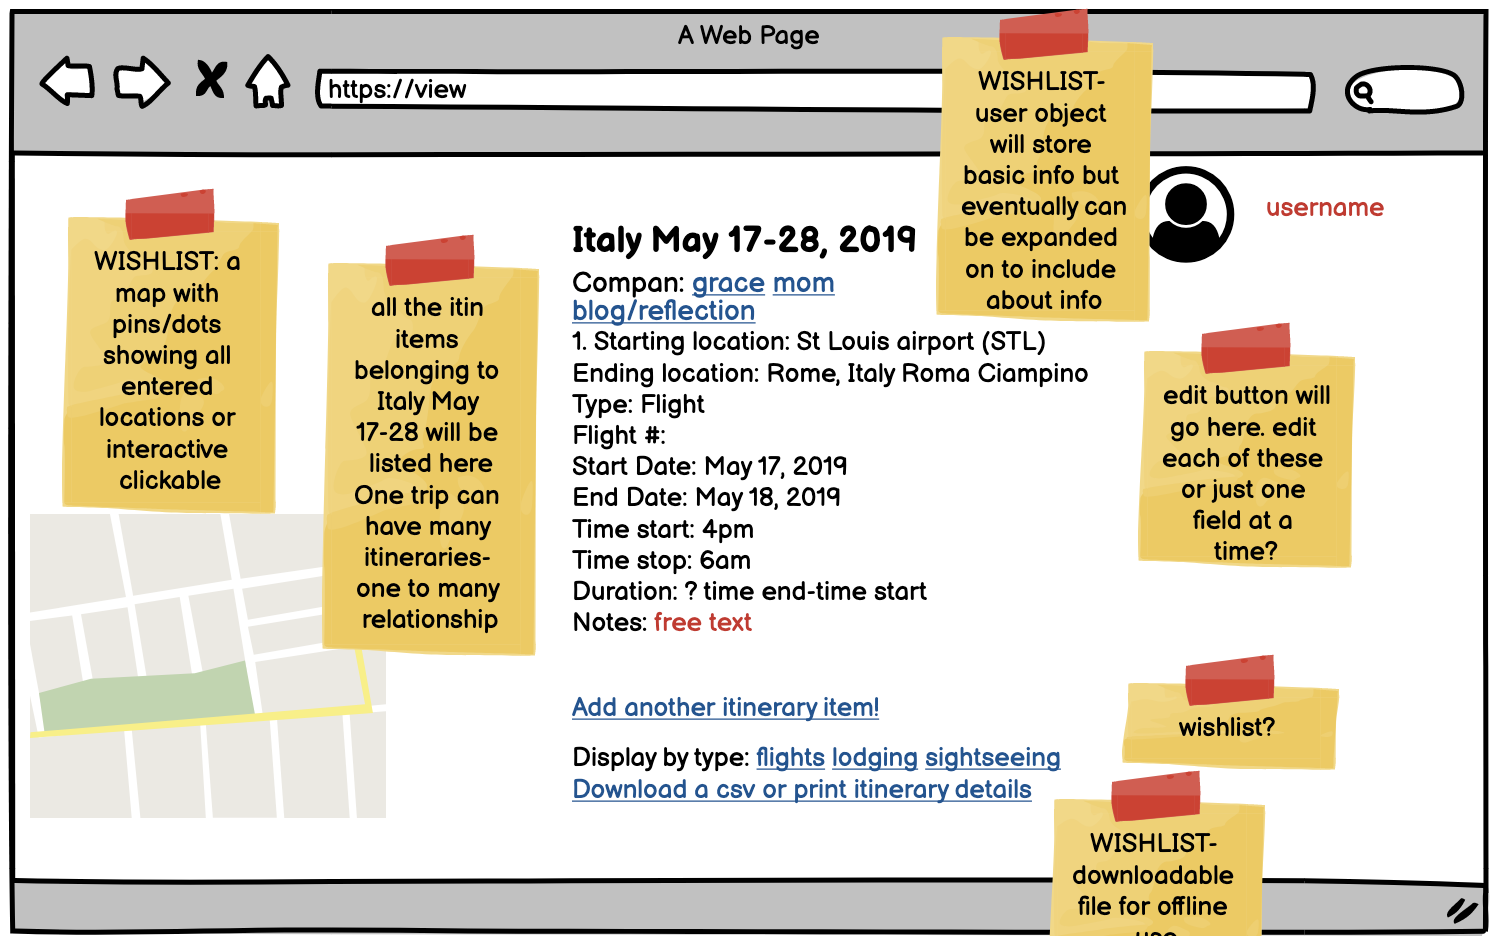 A Web Page
https://view
WISHLIST-
user object
will store
basic info but
eventually can
be expanded
on to include
about info
username
WISHLIST: a
map with
pins/dots
showing all
entered
locations or
interactive
clickable
all the itin
items
belonging to
Italy May
17-28 will be
listed here
One trip can
have many
itineraries-
one to many
relationship
Italy May 17-28, 2019
Compan: grace mom
blog/reflection
1. Starting location: St Louis airport (STL)
Ending location: Rome, Italy Roma Ciampino
Type: Flight
Flight #:
Start Date: May 17, 2019
End Date: May 18, 2019
Time start: 4pm
Time stop: 6am
Duration: ? time end-time start
Notes: free text
edit button will
go here. edit
each of these
or just one
field at a
time?
Add another itinerary item!
Display by type: flights lodging sightseeing
Download a csv or print itinerary details
wishlist?
WISHLIST-
downloadable
file for offline
use